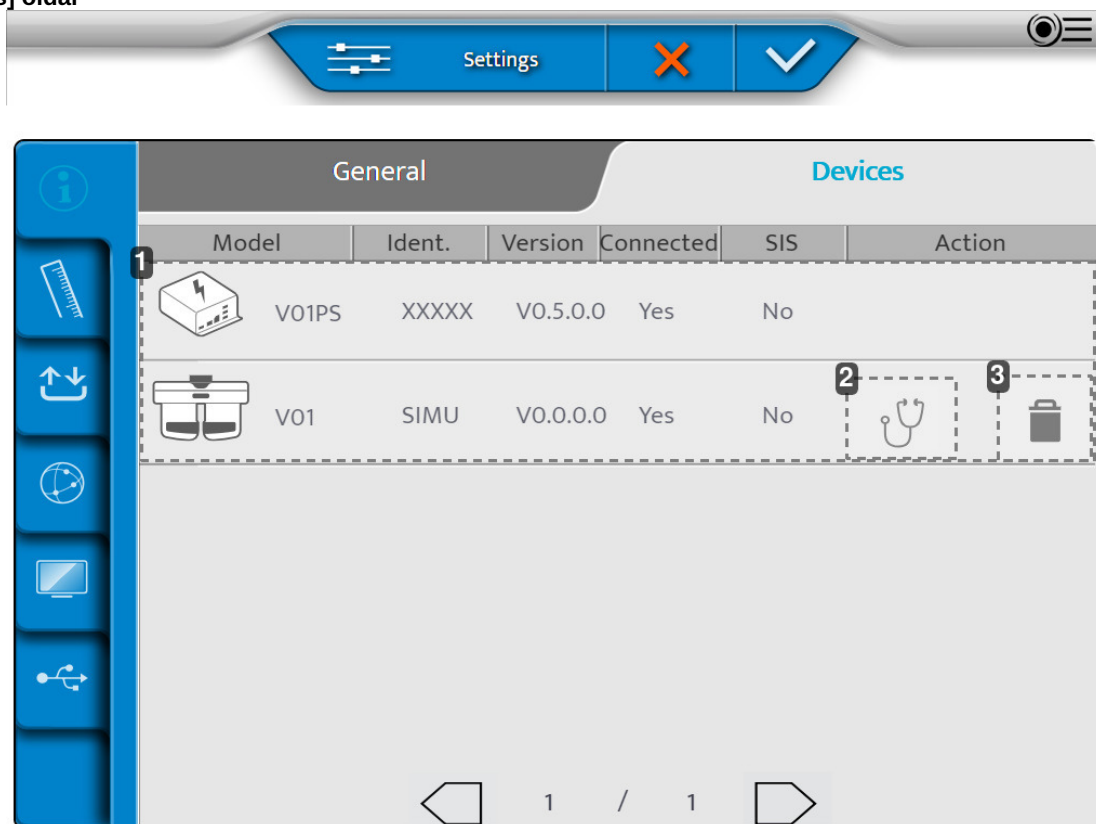 s] oldal
Settings
General Devices
Model Ident. Version Connected SIS Action
1
V01PS XXXXX V0.5.0.0 Yes No
2 3
V01 SIMU V0.0.0.0 Yes No
1 / 1